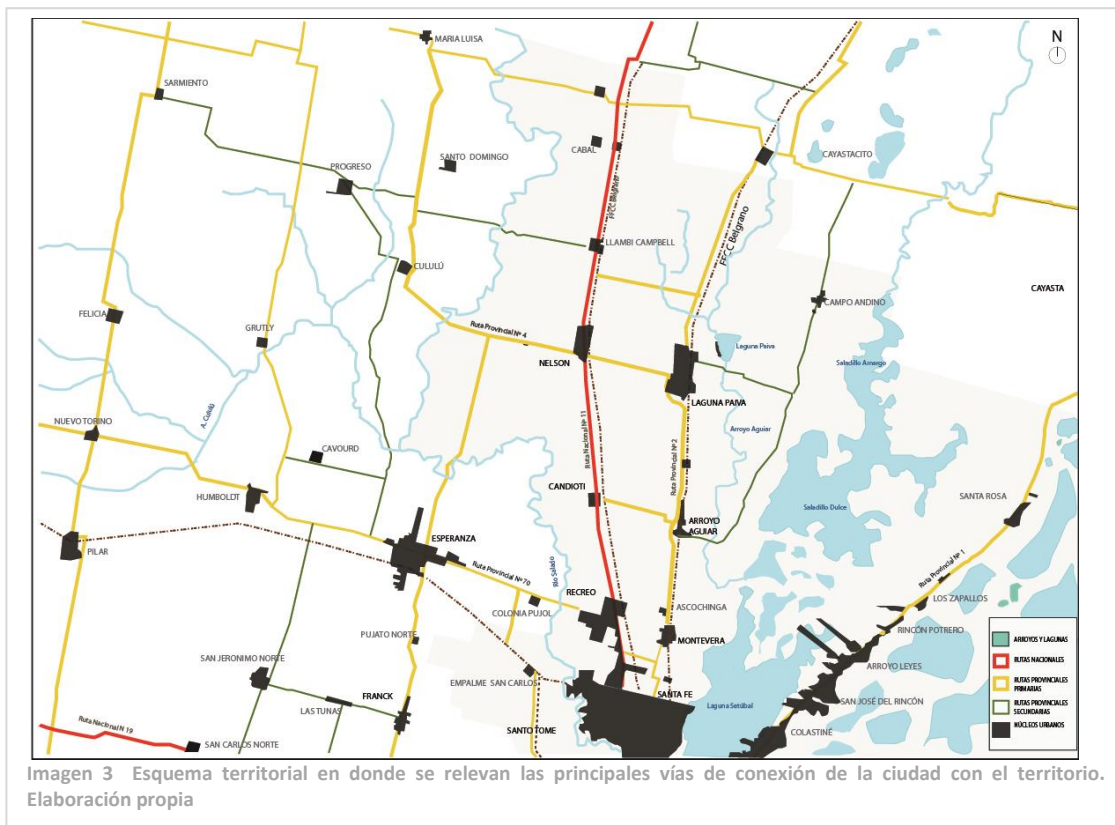 N
MARIA LUISA
SARMIENTO
CABAL
CAYASTACITO
SANTO DOMINGO
PROGRESO
FFCC Belgrano
FFCC Belgrano
LLAMBI CAMPBELL
CULULÚ
CAYASTA
CAMPO ANDINO
FELICIA
GRUTLY
Ruta Provincial Nº 4
Laguna Paiva
NELSON
Saladillo Amargo
LAGUNA PAIVA
A. Cululú
NUEVO TORINO
Arroyo Aguiar
CAVOURD
Ruta Nacional Nº 11
Ruta Provincial Nº 2
CANDIOTI
HUMBOLDT
SANTA ROSA
Saladillo Dulce
ARROYO
AGUIAR
ESPERANZA
PILAR
Ruta Provincial Nº 70
Río Salado
Ruta Provincial Nº 1
RECREO
LOS ZAPALLOS
COLONIA PUJOL
ASCOCHINGA
RINCÓN POTRERO
PUJATO NORTE
MONTEVERA
SAN JERONIMO NORTE
ARROYO LEYES
EMPALME SAN CARLOS
FRANCK
SANTA FE
LAS TUNAS
SAN JOSÉ DEL RINCÓN
Laguna Setúbal
Ruta Nacional N 19
SANTO TOME
COLASTINÉ
SAN CARLOS NORTE
ARROYOS Y LAGUNAS
RUTAS NACIONALES
RUTAS PROVINCIALES
PRIMARIAS
RUTAS PROVINCIALES
SECUNDARIAS
NÚCLEOS URBANOS
Imagen 3 Esquema territorial en donde se relevan las principales vías de conexión de la ciudad con el territorio.
Elaboración propia